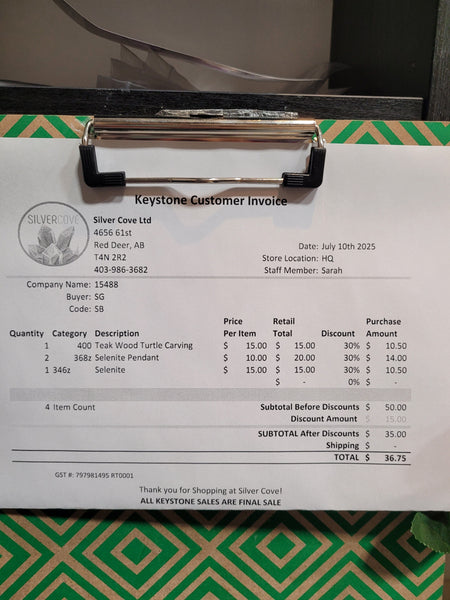 Keystone Customer Invoice
SILVERCOVE
Silver Cove Ltd
4656 61st
Red Deer, AB
T4N 2R2
403-986-3682
Date: July 10th 2025
Store Location: HQ
Staff Member: Sarah
Company Name: 15488
Buyer: SG
Code: SB
Quantity Category Description Price Per Item Retail Total Discount Purchase Amount
1 400 Teak Wood Turtle Carving $ 15.00 $ 15.00 30% $ 10.50
2 368z Selenite Pendant $ 10.00 $ 20.00 30% $ 14.00
1 346z Selenite $ 15.00 $ 15.00 30% $ 10.50
$ - 0% $ -
4 Item Count
Subtotal Before Discounts $ 50.00
Discount Amount $ 15.00
SUBTOTAL After Discounts $ 35.00
Shipping $ -
TOTAL $ 36.75
GST #: 797981495 RT0001
Thank you for Shopping at Silver Cove!
ALL KEYSTONE SALES ARE FINAL SALE